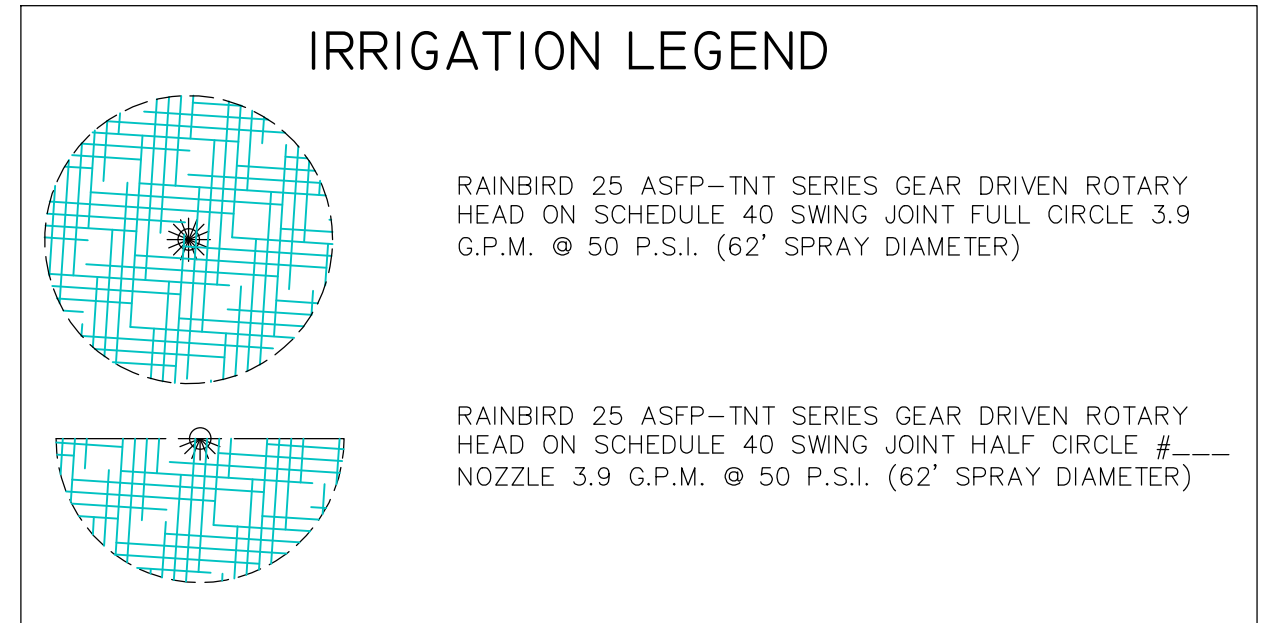 IRRIGATION LEGEND
RAINBIRD 25 ASFP-TNT SERIES GEAR DRIVEN ROTARY
HEAD ON SCHEDULE 40 SWING JOINT FULL CIRCLE 3.9
G.P.M. @ 50 P.S.I. (62' SPRAY DIAMETER)
RAINBIRD 25 ASFP-TNT SERIES GEAR DRIVEN ROTARY
HEAD ON SCHEDULE 40 SWING JOINT HALF CIRCLE #___
NOZZLE 3.9 G.P.M. @ 50 P.S.I. (62' SPRAY DIAMETER)